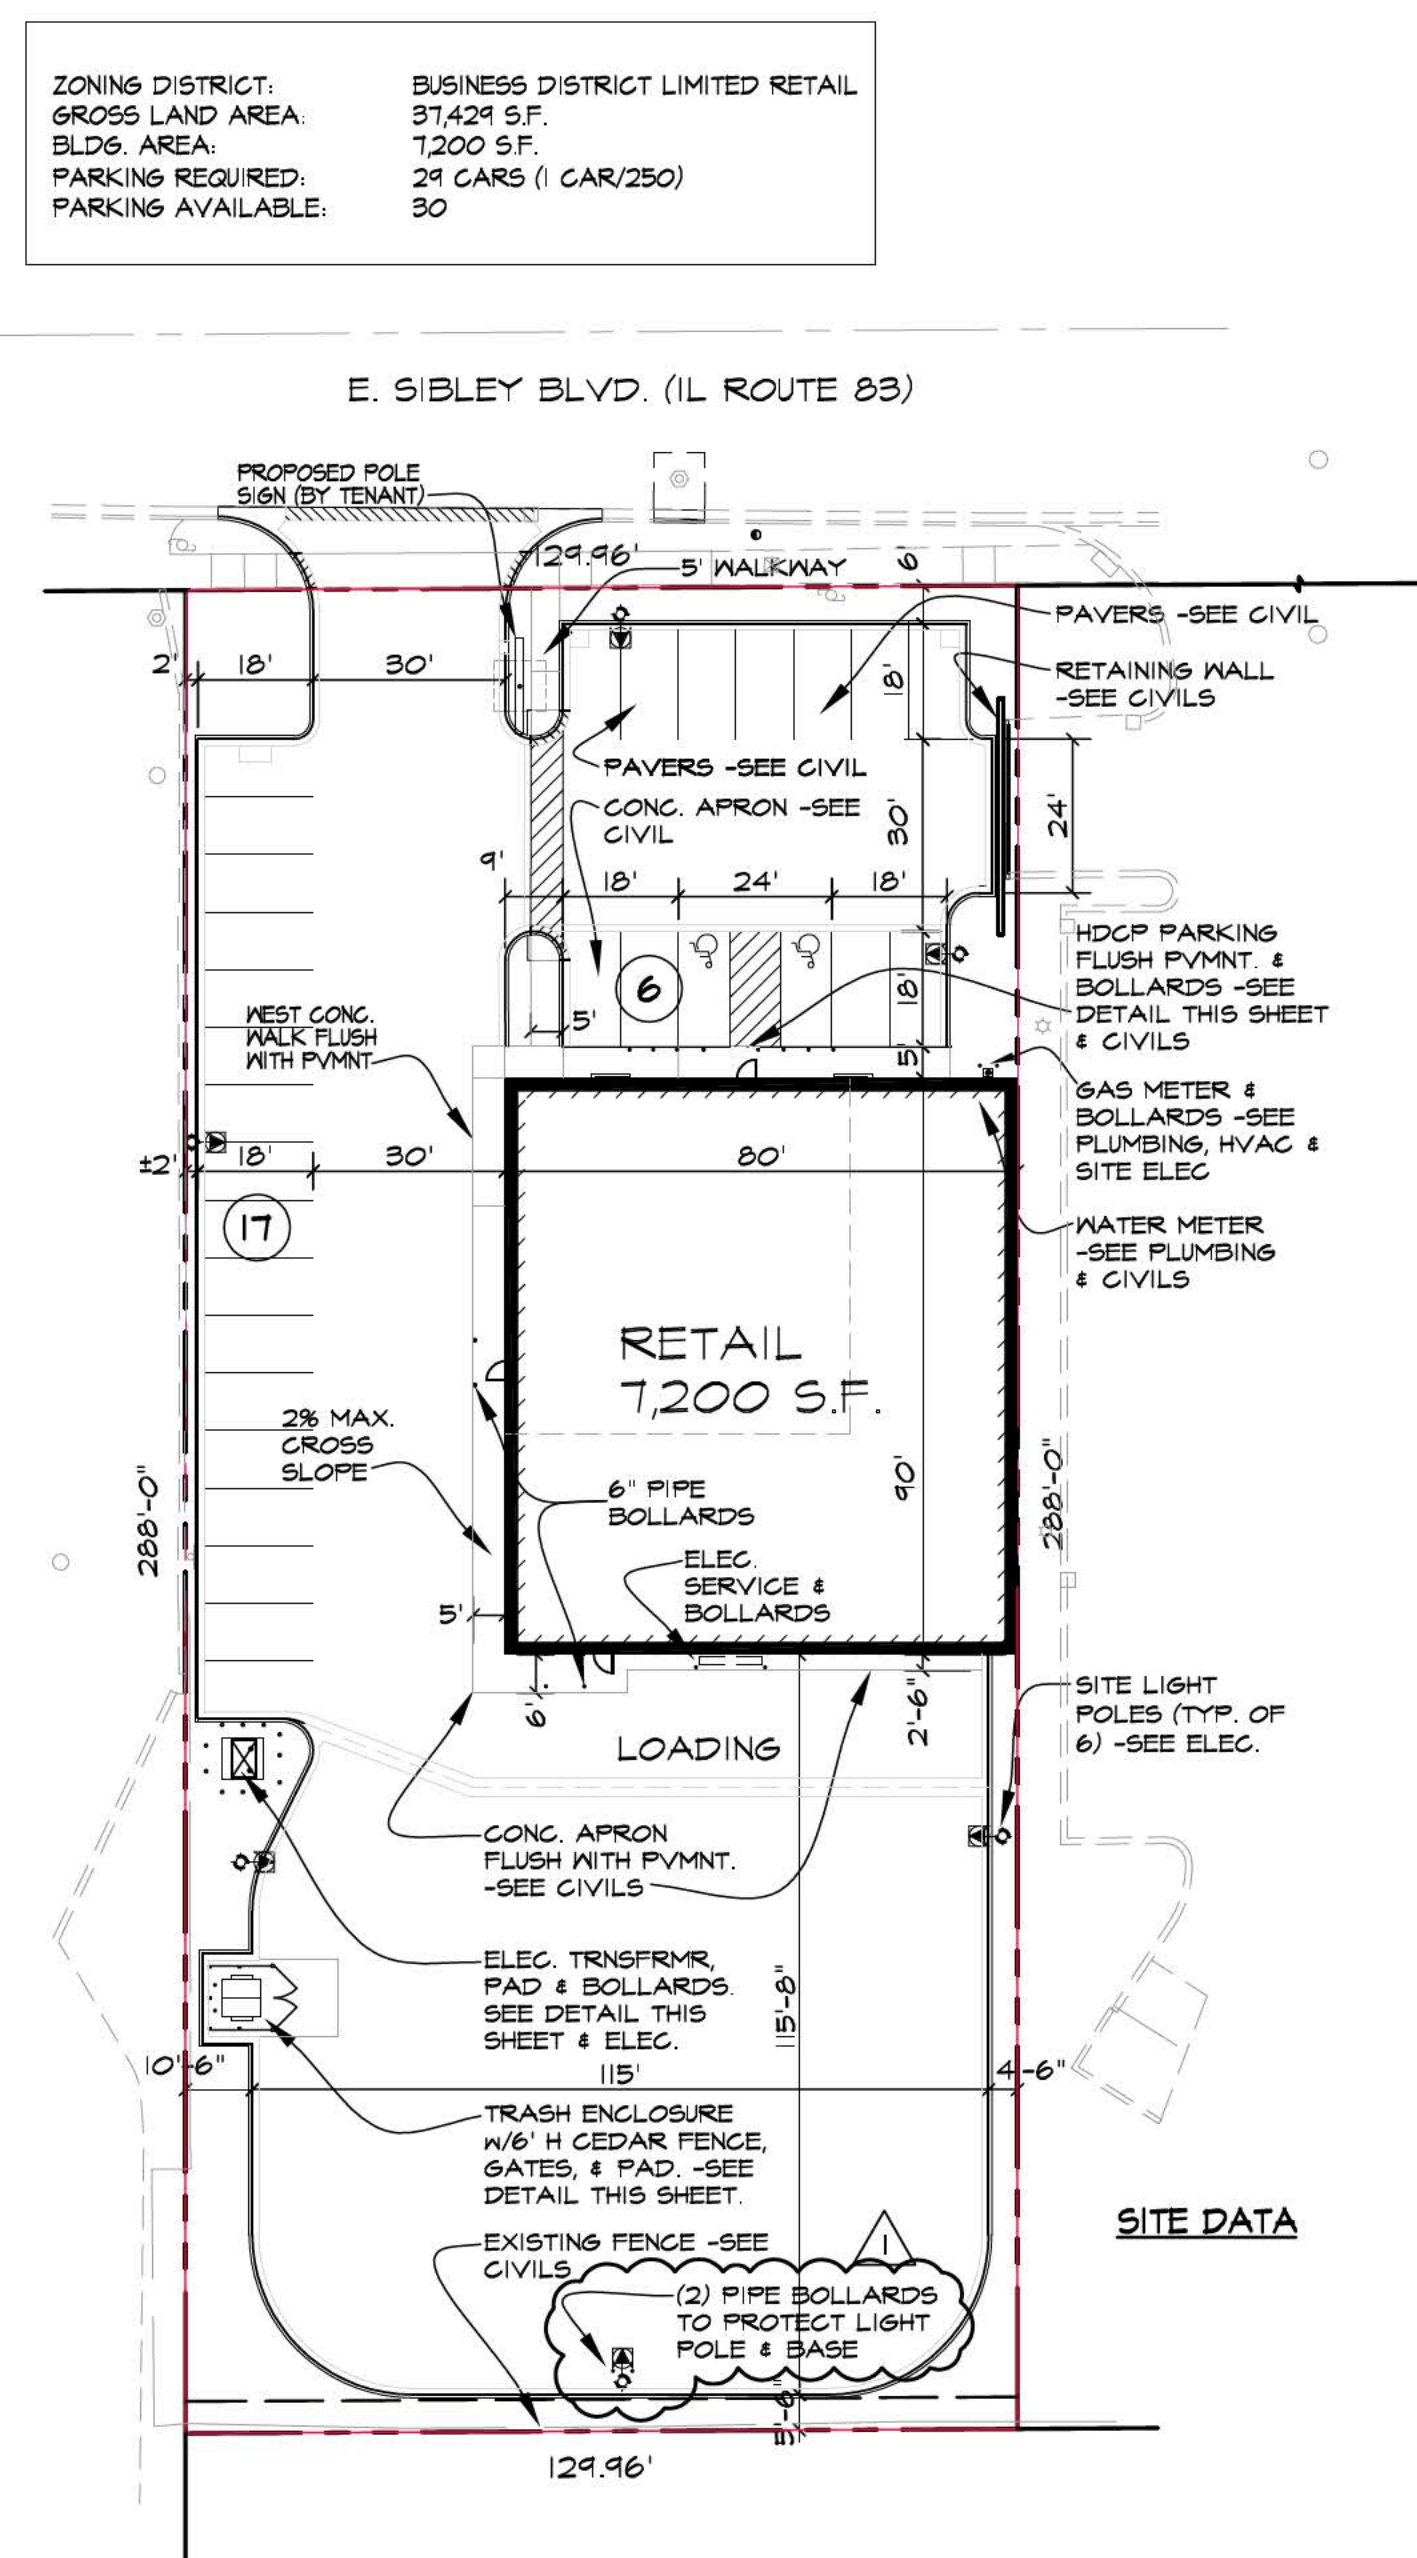 ZONING DISTRICT: BUSINESS DISTRICT LIMITED RETAIL
GROSS LAND AREA: 37,429 S.F.
BLDG. AREA: 7,200 S.F.
PARKING REQUIRED: 29 CARS (1 CAR/250)
PARKING AVAILABLE: 30
E. SIBLEY BLVD. (IL ROUTE 83)
PROPOSED POLE
SIGN (BY TENANT)
129.96'
5' WALKWAY
6'
PAVERS -SEE CIVIL
RETAINING WALL
-SEE CIVILS
2'
18'
30'
18'
PAVERS -SEE CIVIL
CONC. APRON -SEE
CIVIL
30'
24'
9'
18'
24'
18'
HDCP PARKING
FLUSH PVMNT. &
BOLLARDS -SEE
DETAIL THIS SHEET
& CIVILS
6
18'
5'
WEST CONC.
WALK FLUSH
WITH PVMNT
5'
GAS METER &
BOLLARDS -SEE
PLUMBING, HVAC &
SITE ELEC
±2'
18'
30'
80'
17
WATER METER
-SEE PLUMBING
& CIVILS
RETAIL
7,200 S.F.
2% MAX.
CROSS
SLOPE
288'-0"
90'
288'-0"
6" PIPE
BOLLARDS
ELEC.
SERVICE &
BOLLARDS
5'
6'
2'-6"
SITE LIGHT
POLES (TYP. OF
6) -SEE ELEC.
LOADING
CONC. APRON
FLUSH WITH PVMNT.
-SEE CIVILS
ELEC. TRNSFRMR,
PAD & BOLLARDS.
SEE DETAIL THIS
SHEET & ELEC.
115'-8"
10'-6"
115'
4'-6"
TRASH ENCLOSURE
W/6' H CEDAR FENCE,
GATES, & PAD. -SEE
DETAIL THIS SHEET.
SITE DATA
EXISTING FENCE -SEE
CIVILS
1
(2) PIPE BOLLARDS
TO PROTECT LIGHT
POLE & BASE
129.96'